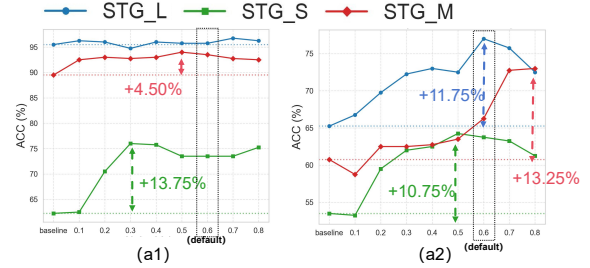 STG_L STG_S STG_M
ACC (%)
95
90
85
80
75
70
65
+4.50%
+13.75%
baseline 0.1 0.2 0.3 0.4 0.5 0.6 0.7 0.8
(default)
(a1)
ACC (%)
75
70
65
60
55
+11.75%
+10.75%
+13.25%
baseline 0.1 0.2 0.3 0.4 0.5 0.6 0.7 0.8
(default)
(a2)